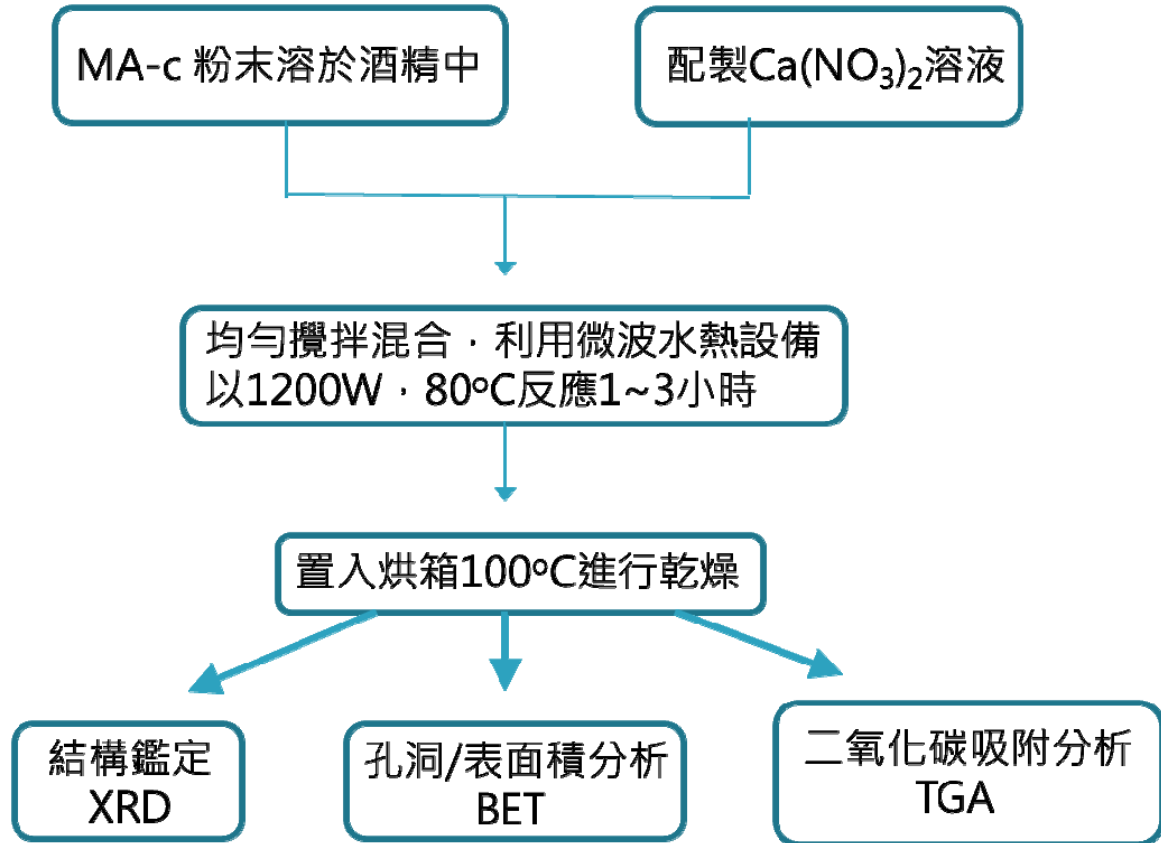 MA-c 粉末溶於酒精中
配製Ca(NO₃)₂溶液
均勻攪拌混合，利用微波水熱設備
以1200W，80ºC反應1~3小時
置入烘箱100ºC進行乾燥
結構鑑定
XRD
孔洞/表面積分析
BET
二氧化碳吸附分析
TGA